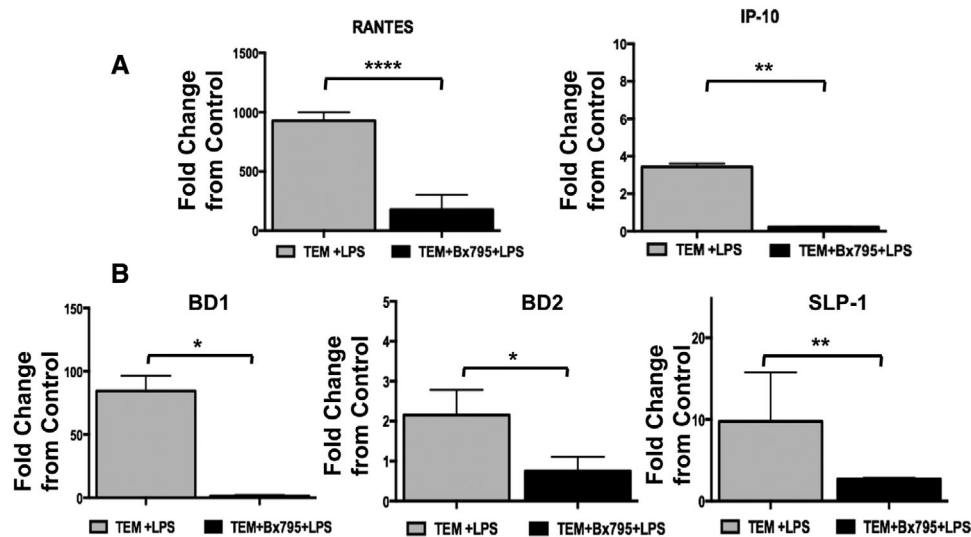 A
RANTES
Fold Change
from Control
1500
1000
500
0
****
TEM +LPS
TEM+Bx795+LPS
IP-10
Fold Change
from Control
10
8
6
4
2
0
**
TEM +LPS
TEM+Bx795+LPS
B
BD1
Fold Change
from Control
150
100
50
0
*
TEM +LPS
TEM+Bx795+LPS
BD2
Fold Change
from Control
5
4
3
2
1
0
*
TEM +LPS
TEM+Bx795+LPS
SLP-1
Fold Change
from Control
20
10
0
**
TEM +LPS
TEM+Bx795+LPS